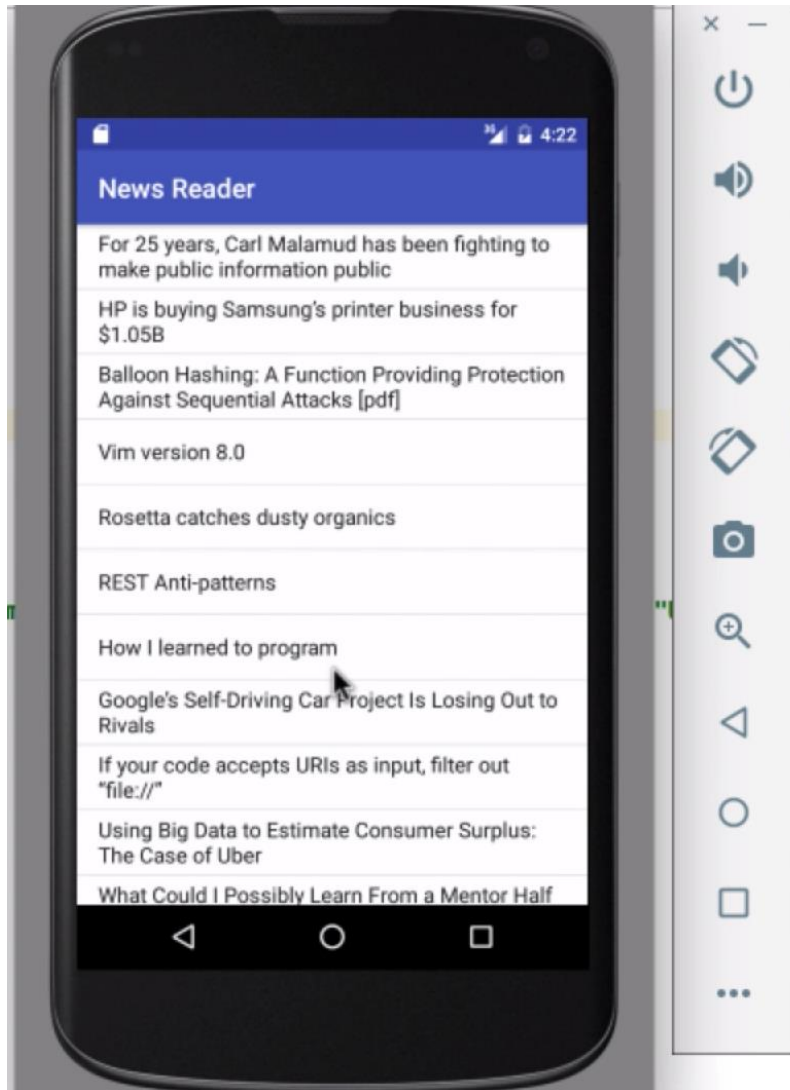 3G 4:22
News Reader
For 25 years, Carl Malamud has been fighting to
make public information public
HP is buying Samsung's printer business for
$1.05B
Balloon Hashing: A Function Providing Protection
Against Sequential Attacks [pdf]
Vim version 8.0
Rosetta catches dusty organics
REST Anti-patterns
How I learned to program
Google's Self-Driving Car Project Is Losing Out to
Rivals
If your code accepts URIs as input, filter out
"file://"
Using Big Data to Estimate Consumer Surplus:
The Case of Uber
What Could I Possibly Learn From a Mentor Half